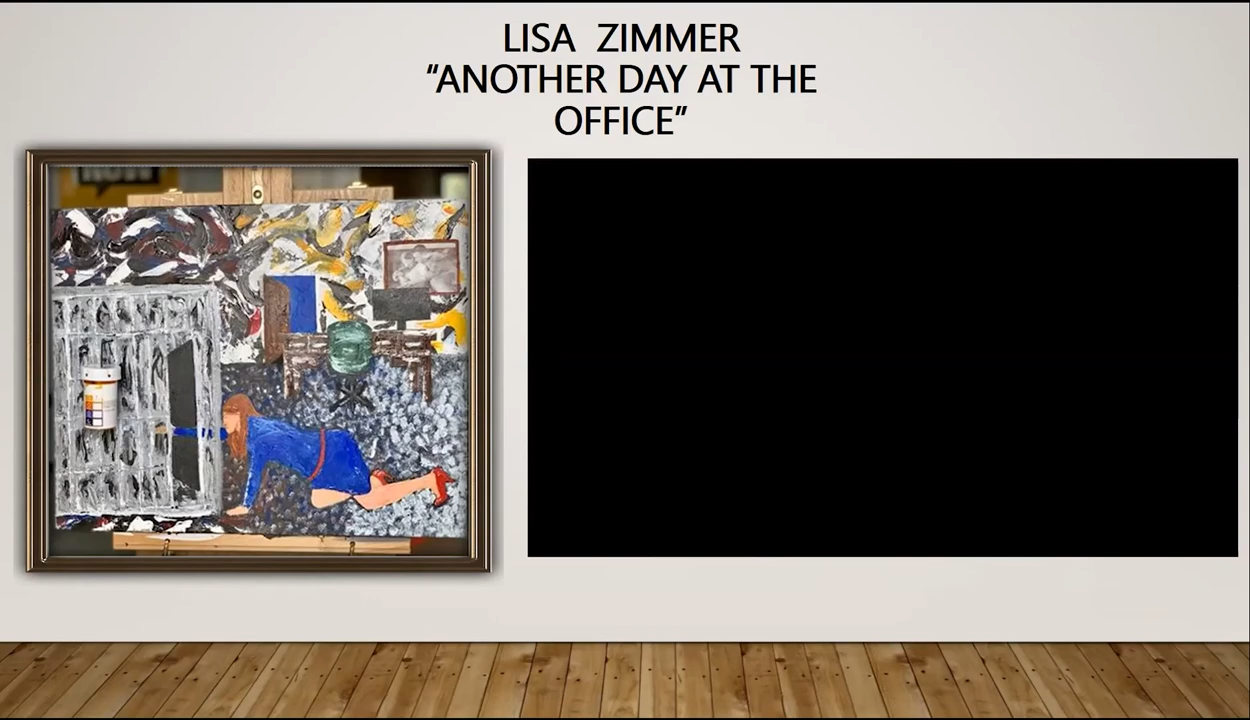 LISA ZIMMER
“ANOTHER DAY AT THE
OFFICE”